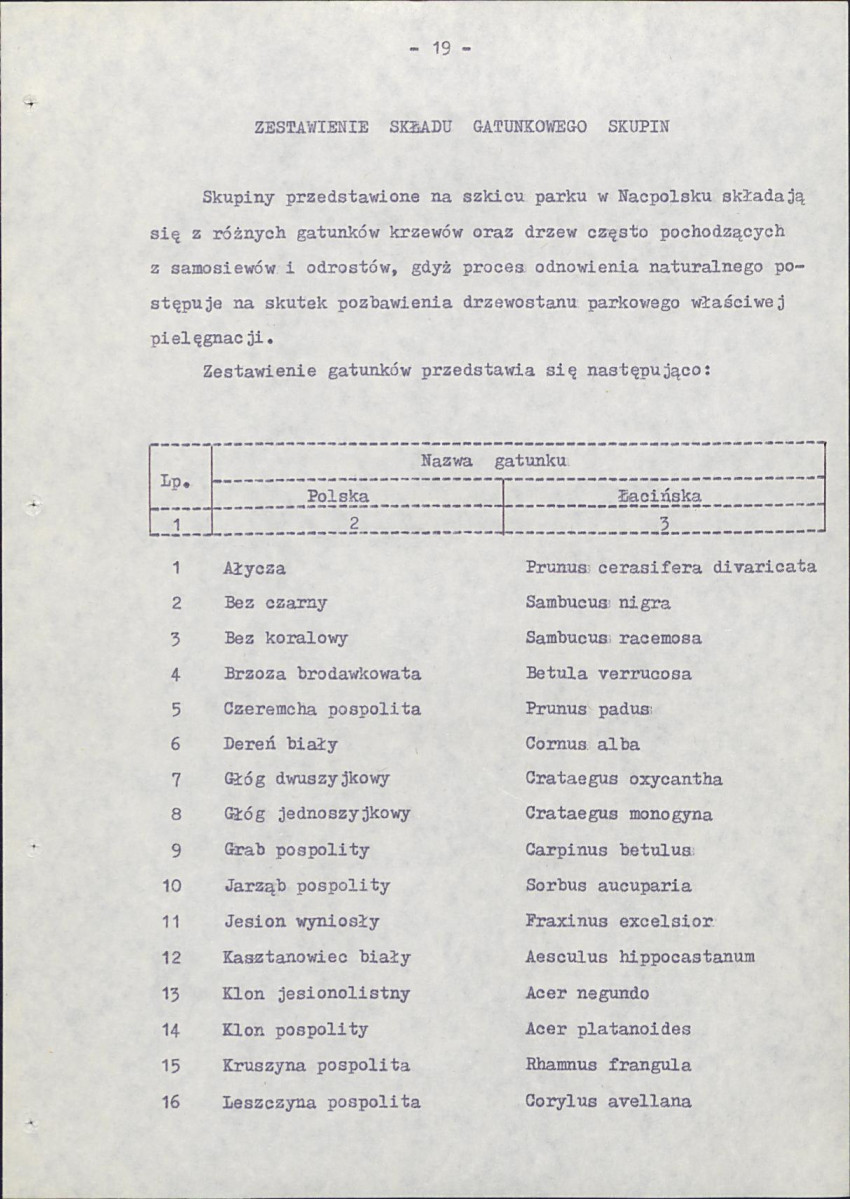 - 19 -
ZESTAWIENIE SKŁADU GATUNKOWEGO SKUPIN
Skupiny przedstawione na szkicu parku w Nacpolsku składają
się z różnych gatunków krzewów oraz drzew często pochodzących
z samosiewów i odrostów, gdyż proces odnowienia naturalnego po-
stępuje na skutek pozbawienia drzewostanu parkowego właściwej
pielęgnacji.
Zestawienie gatunków przedstawia się następująco:
Lp. Nazwa gatunku
Polska Łacińska
1 2 3
1 Ałycza Prunus cerasifera divaricata
2 Bez czarny Sambucus nigra
3 Bez koralowy Sambucus racemosa
4 Brzoza brodawkowata Betula verrucosa
5 Czeremcha pospolita Prunus padus
6 Dereń biały Cornus alba
7 Głóg dwuszyjkowy Crataegus oxycantha
8 Głóg jednoszyjkowy Crataegus monogyna
9 Grab pospolity Carpinus betulus
10 Jarząb pospolity Sorbus aucuparia
11 Jesion wyniosły Fraxinus excelsior
12 Kasztanowiec biały Aesculus hippocastanum
13 Klon jesionolistny Acer negundo
14 Klon pospolity Acer platanoides
15 Kruszyna pospolita Rhamnus frangula
16 Leszczyna pospolita Corylus avellana